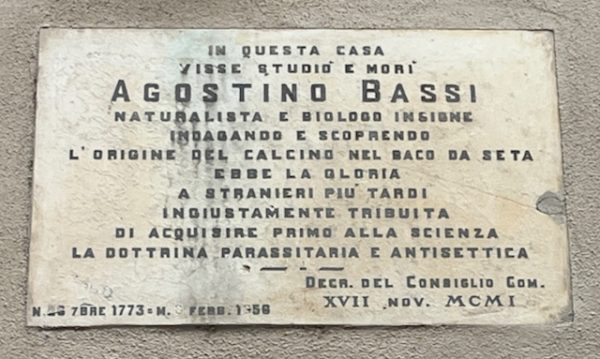 IN QUESTA CASA
VISSE STUDIÒ E MORÌ
AGOSTINO BASSI
NATURALISTA E BIOLOGO INSIGNE
INDAGANDO E SCOPRENDO
L'ORIGINE DEL CALCINO NEL BACO DA SETA
EBBE LA GLORIA
A STRANIERI PIÙ TARDI
INGIUSTAMENTE TRIBUITA
DI ACQUISIRE PRIMO ALLA SCIENZA
LA DOTTRINA PARASSITARIA E ANTISETTICA
DECR. DEL CONSIGLIO COM.
XVII NOV. MCMI
N. 7BRE 1773 = M. FEBB.